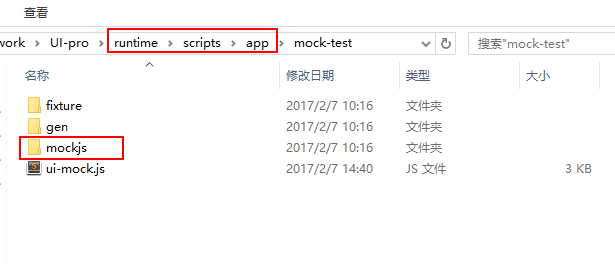 查看
work › UI-pro › runtime › scripts › app › mock-test
搜索"mock-test"
名称 修改日期 类型 大小
fixture 2017/2/7 10:16 文件夹
gen 2017/2/7 10:16 文件夹
mockjs 2017/2/7 10:16 文件夹
ui-mock.js 2017/2/7 14:40 JS 文件 3 KB